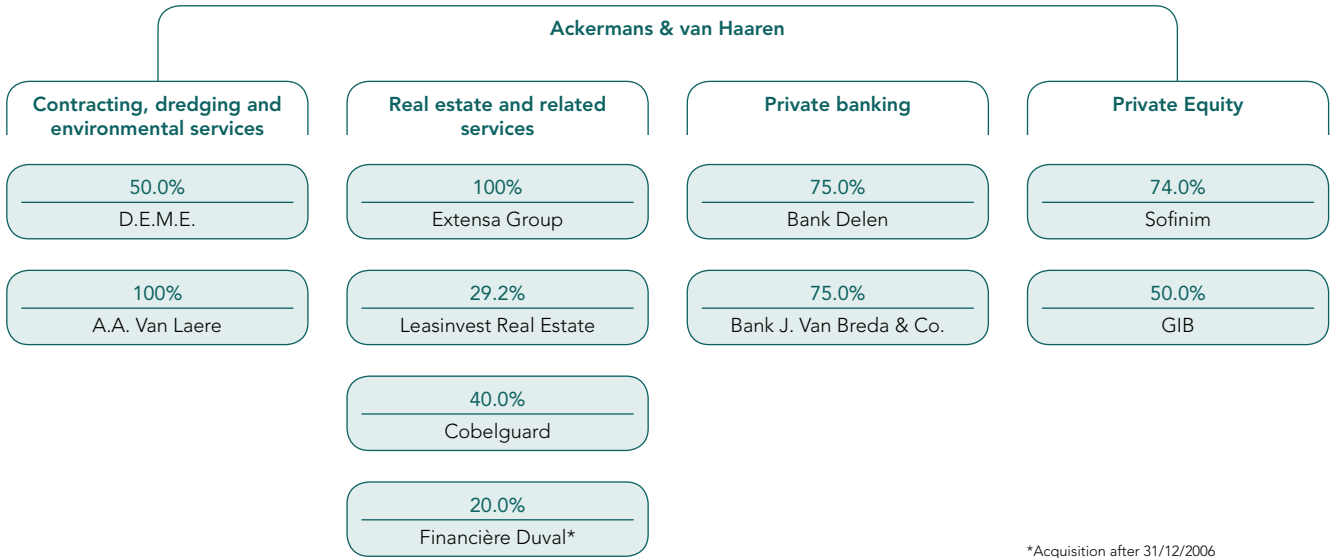 Ackermans & van Haaren
Contracting, dredging and
environmental services
50.0%
D.E.M.E.
100%
A.A. Van Laere
Real estate and related
services
100%
Extensa Group
29.2%
Leasinvest Real Estate
40.0%
Cobelguard
20.0%
Financière Duval*
Private banking
75.0%
Bank Delen
75.0%
Bank J. Van Breda & Co.
Private Equity
74.0%
Sofinim
50.0%
GIB
*Acquisition after 31/12/2006